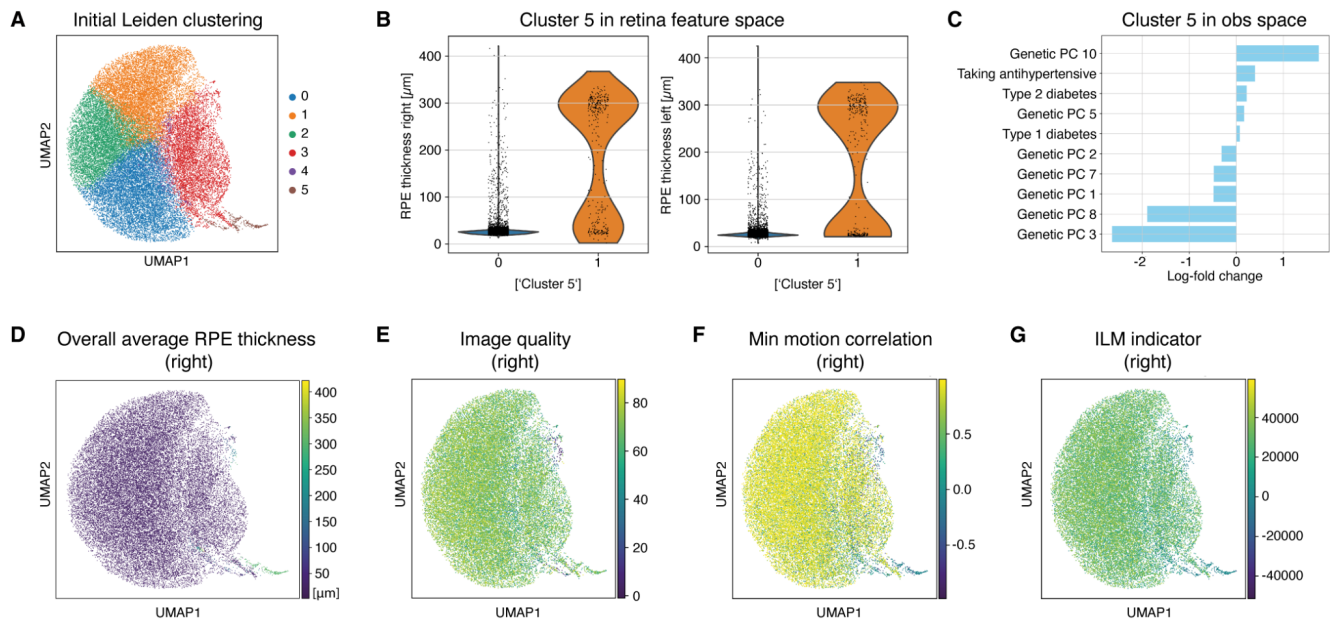 A
Initial Leiden clustering
UMAP2
UMAP1
0
1
2
3
4
5
B
Cluster 5 in retina feature space
RPE thickness right [µm]
400
300
200
100
0
0
1
['Cluster 5']
RPE thickness left [µm]
400
300
200
100
0
0
1
['Cluster 5']
C
Cluster 5 in obs space
Genetic PC 10
Taking antihypertensive
Type 2 diabetes
Genetic PC 5
Type 1 diabetes
Genetic PC 2
Genetic PC 7
Genetic PC 1
Genetic PC 8
Genetic PC 3
-2
-1
0
1
Log-fold change
D
Overall average RPE thickness
(right)
UMAP2
UMAP1
400
350
300
250
200
150
100
50
[µm]
E
Image quality
(right)
UMAP2
UMAP1
80
60
40
20
0
F
Min motion correlation
(right)
UMAP2
UMAP1
0.5
0.0
-0.5
G
ILM indicator
(right)
UMAP2
UMAP1
40000
20000
0
-20000
-40000